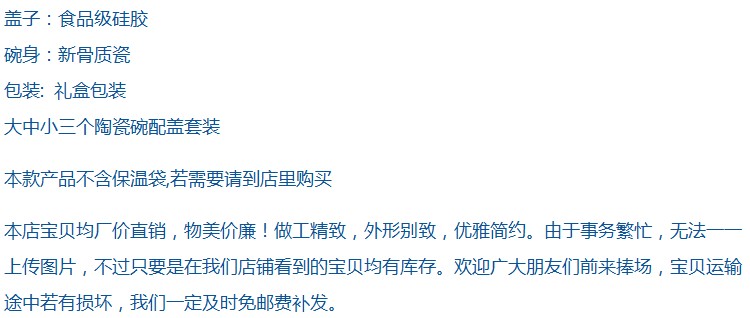 盖子：食品级硅胶
碗身：新骨质瓷
包装: 礼盒包装
大中小三个陶瓷碗配盖套装
本款产品不含保温袋,若需要请到店里购买
本店宝贝均厂价直销，物美价廉！做工精致，外形别致，优雅简约。由于事务繁忙，无法一一
上传图片，不过只要是在我们店铺看到的宝贝均有库存。欢迎广大朋友们前来捧场，宝贝运输
途中若有损坏，我们一定及时免邮费补发。